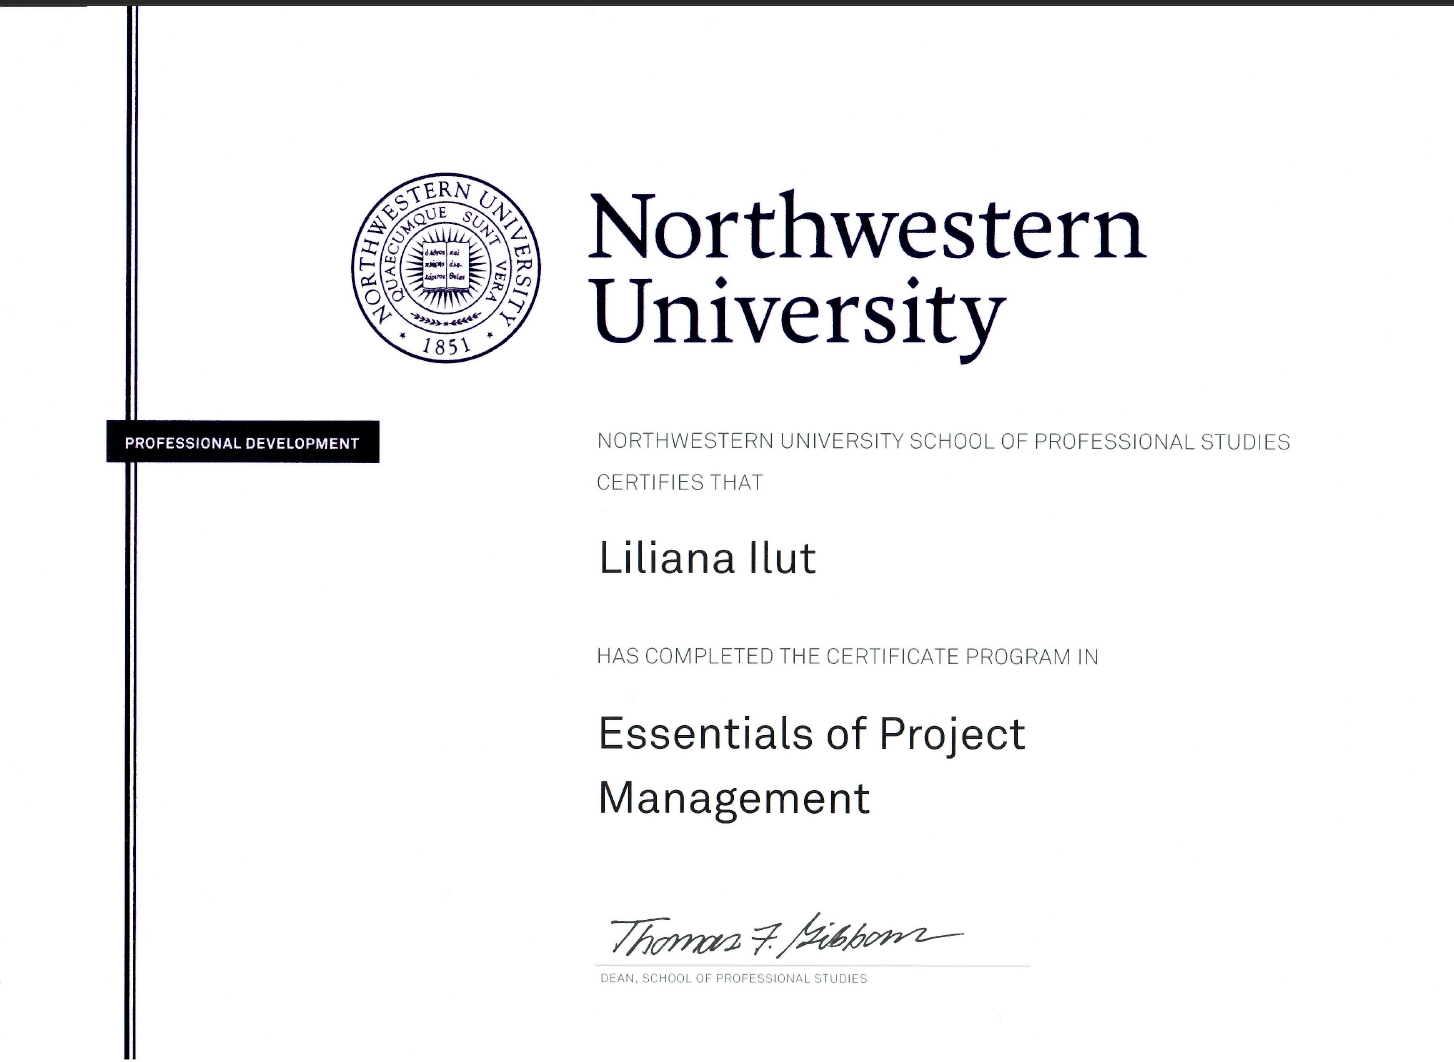 NORTHWESTERN UNIVERSITY
QUAECUMQUE SUNT VERA
1851
Northwestern
University
PROFESSIONAL DEVELOPMENT
NORTHWESTERN UNIVERSITY SCHOOL OF PROFESSIONAL STUDIES
CERTIFIES THAT
Liliana Ilut
HAS COMPLETED THE CERTIFICATE PROGRAM IN
Essentials of Project
Management
Thomas F. Gibbons
DEAN, SCHOOL OF PROFESSIONAL STUDIES